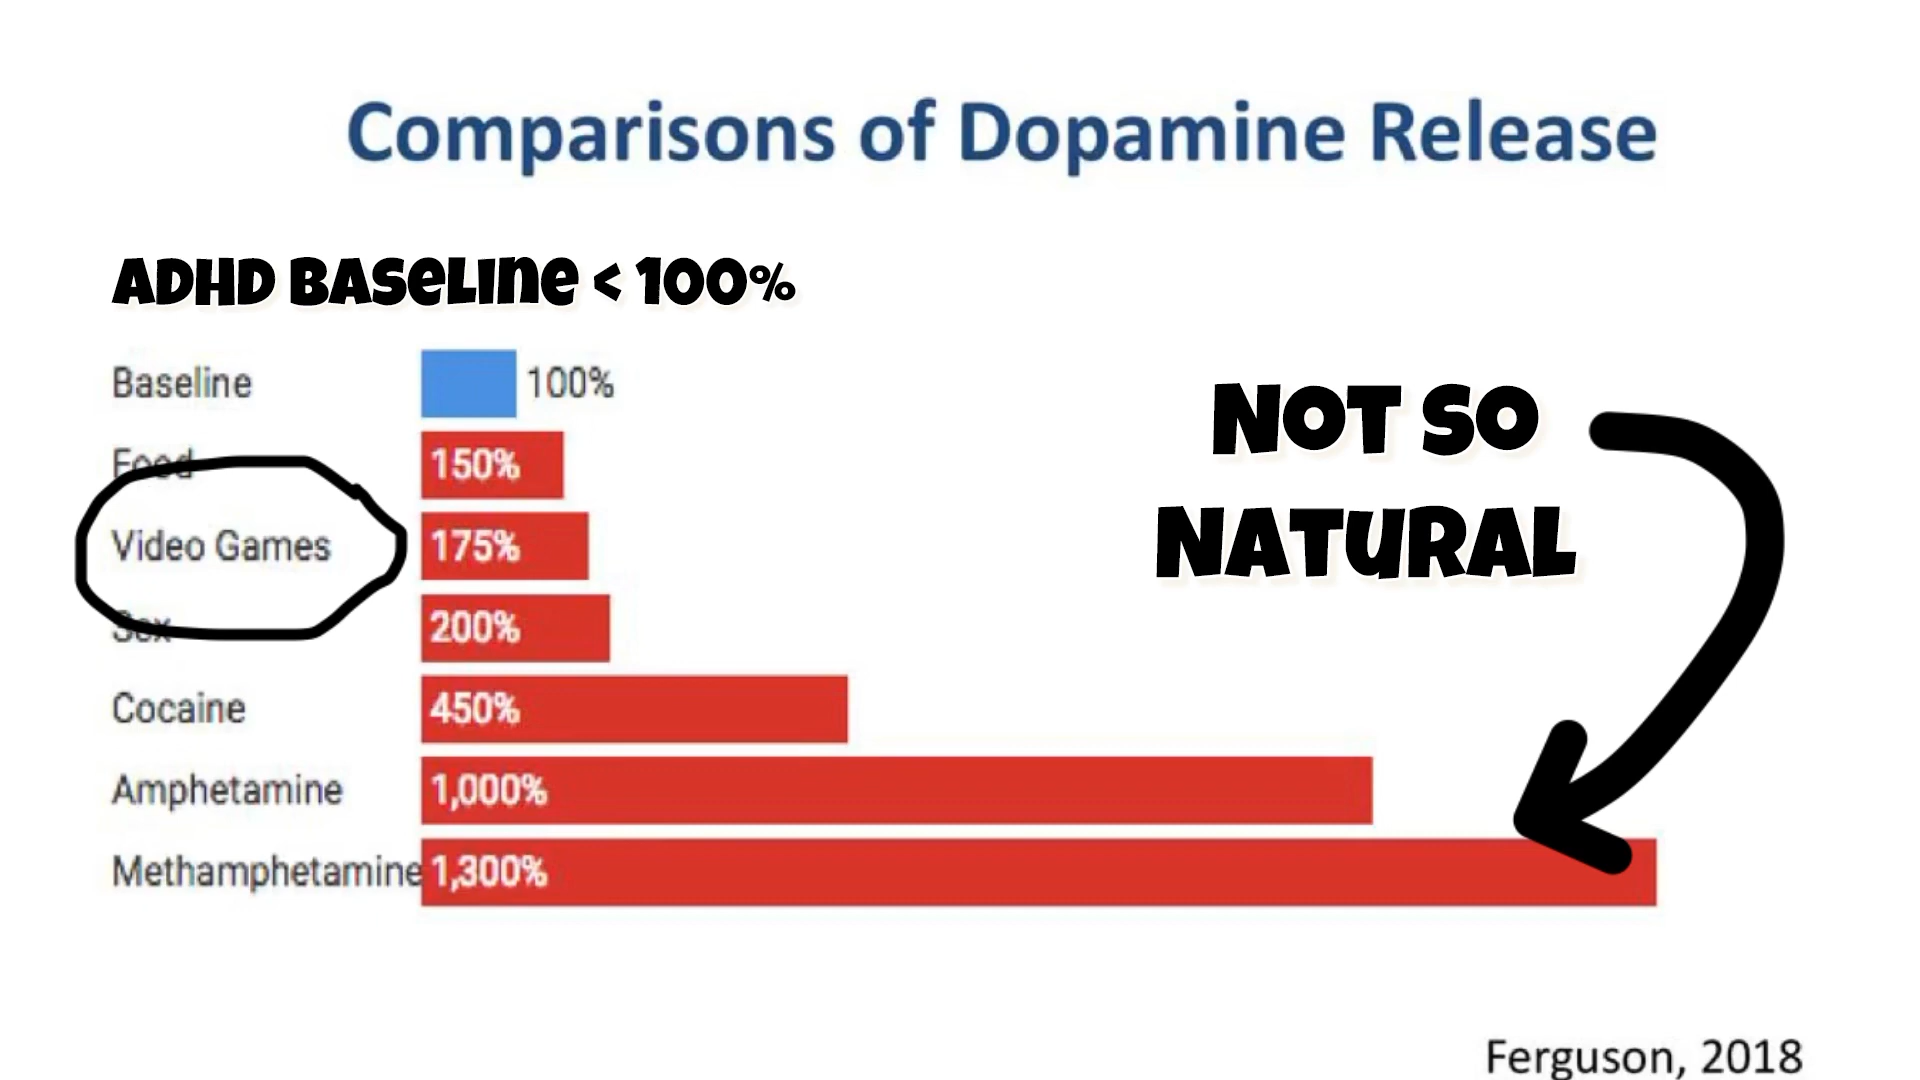 Comparisons of Dopamine Release
ADHD BASELINE < 100%
Baseline 100%
Food 150%
Video Games 175%
Sex 200%
Cocaine 450%
Amphetamine 1,000%
Methamphetamine 1,300%
NOT SO
NATURAL
Ferguson, 2018